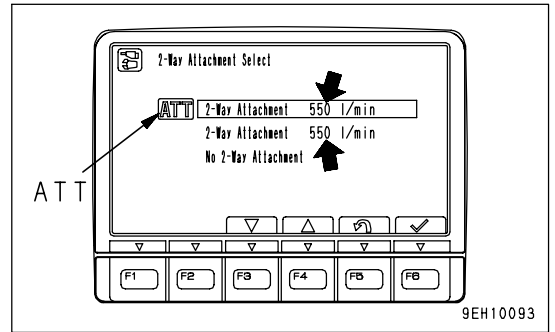 2-Way Attachment Select
ATT 2-Way Attachment 550 l/min
2-Way Attachment 550 l/min
No 2-Way Attachment
ATT
F1 F2 F3 F4 F5 F6
9EH10093